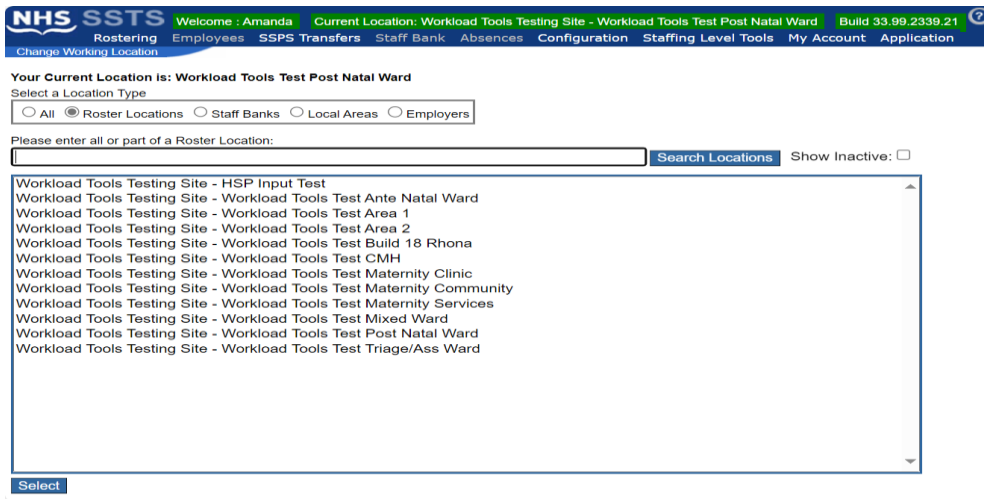 NHS SSTS Welcome : Amanda Current Location: Workload Tools Testing Site - Workload Tools Test Post Natal Ward Build 33.99.2339.21 ?
Rostering Employees SSPS Transfers Staff Bank Absences Configuration Staffing Level Tools My Account Application
Change Working Location
Your Current Location is: Workload Tools Test Post Natal Ward
Select a Location Type
All Roster Locations Staff Banks Local Areas Employers
Please enter all or part of a Roster Location:
Search Locations Show Inactive:
Workload Tools Testing Site - HSP Input Test
Workload Tools Testing Site - Workload Tools Test Ante Natal Ward
Workload Tools Testing Site - Workload Tools Test Area 1
Workload Tools Testing Site - Workload Tools Test Area 2
Workload Tools Testing Site - Workload Tools Test Build 18 Rhona
Workload Tools Testing Site - Workload Tools Test CMH
Workload Tools Testing Site - Workload Tools Test Maternity Clinic
Workload Tools Testing Site - Workload Tools Test Maternity Community
Workload Tools Testing Site - Workload Tools Test Maternity Services
Workload Tools Testing Site - Workload Tools Test Mixed Ward
Workload Tools Testing Site - Workload Tools Test Post Natal Ward
Workload Tools Testing Site - Workload Tools Test Triage/Ass Ward
Select